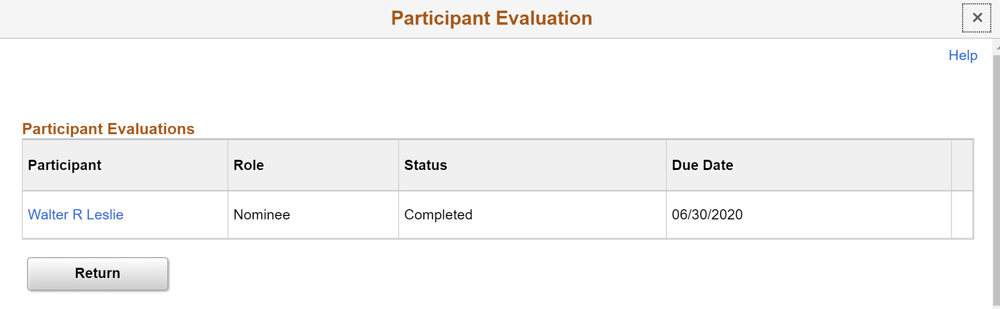 Participant Evaluation
Help
Participant Evaluations
Participant Role Status Due Date
Walter R Leslie Nominee Completed 06/30/2020
Return